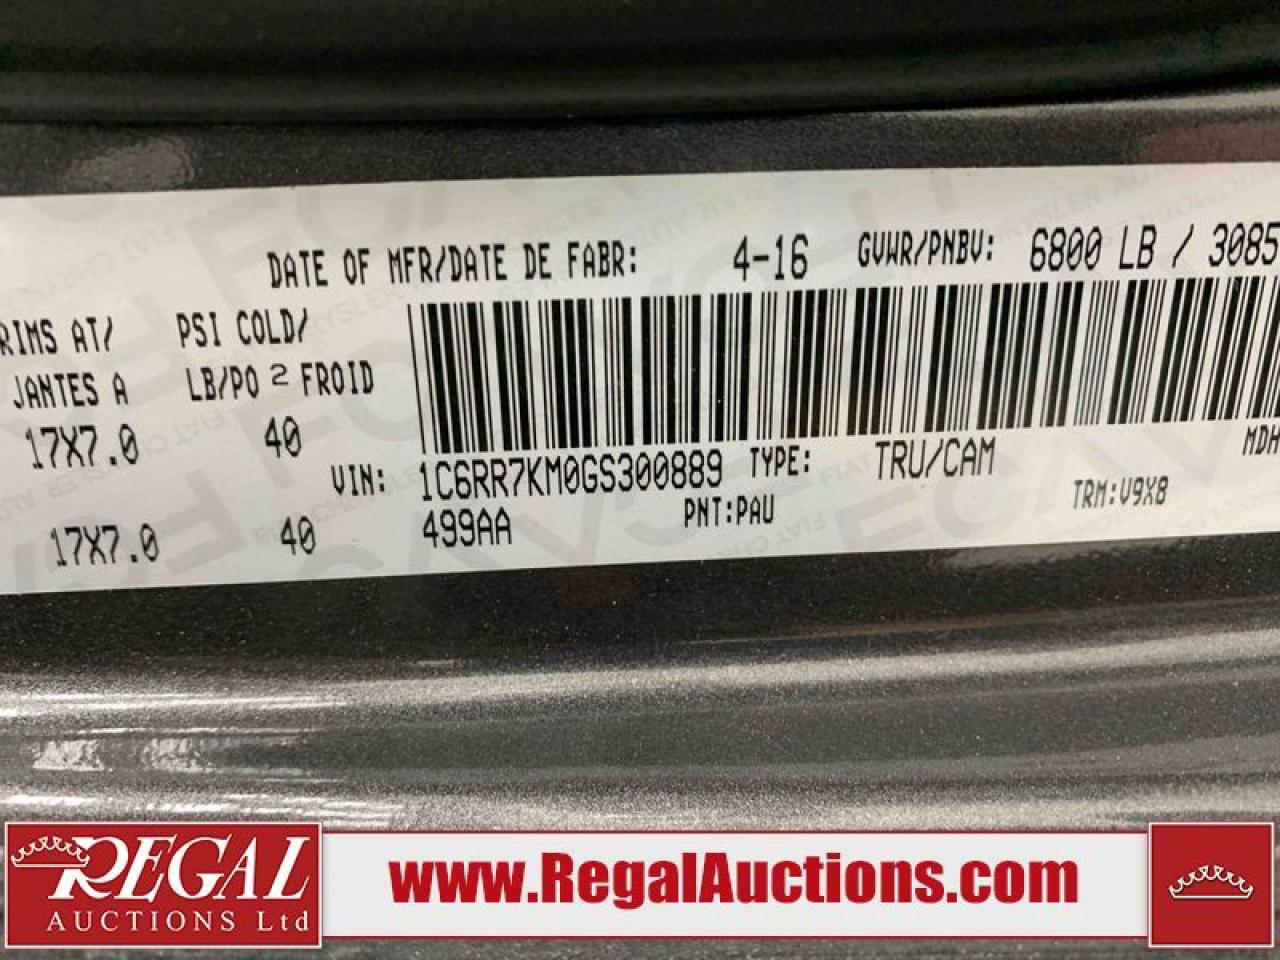 DATE OF MFR/DATE DE FABR: 4-16 GVWR/PNBV: 6800 LB / 3085
RIMS AT/ PSI COLD/
JANTES A LB/PO 2 FROID
17X7.0 40 MDH
VIN: 1C6RR7KM0GS300889 TYPE: TRU/CAM
17X7.0 40 499AA PNT:PAU TRM:V9X8
REGAL
AUCTIONS Ltd
www.RegalAuctions.com